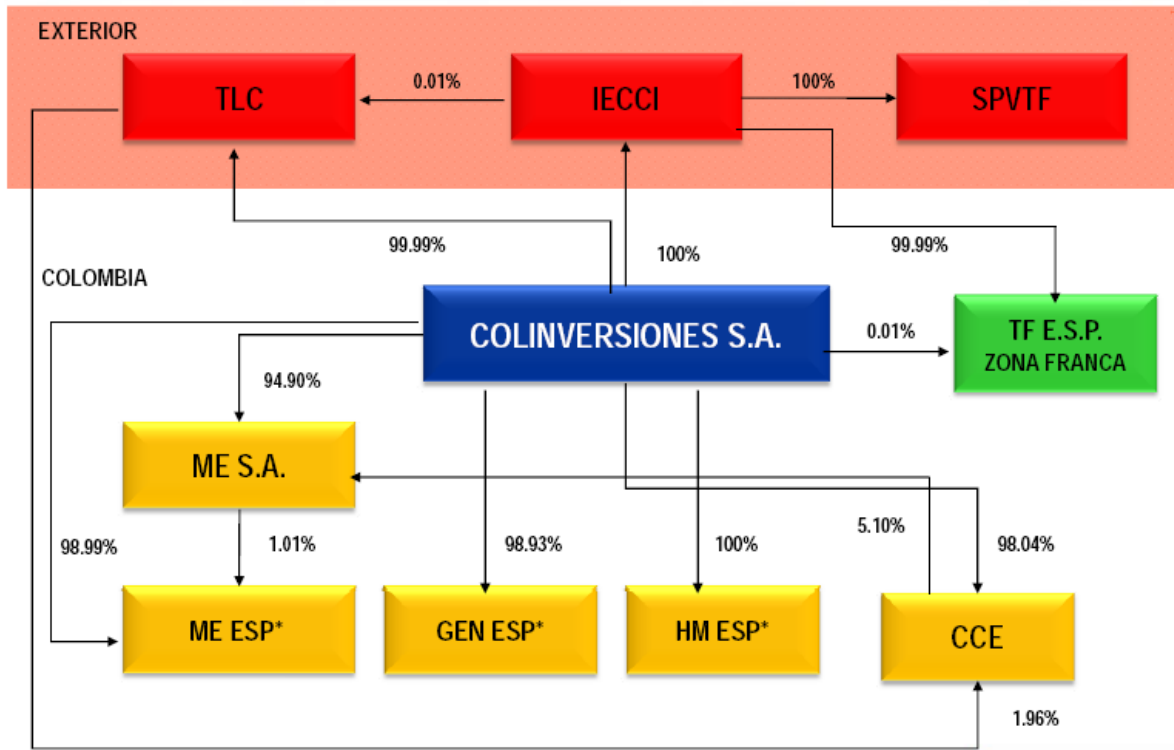 EXTERIOR
TLC
0.01%
IECCI
100%
SPVTF
99.99%
100%
99.99%
COLOMBIA
COLINVERSIONES S.A.
0.01%
TF E.S.P.
ZONA FRANCA
94.90%
ME S.A.
98.99%
1.01%
98.93%
100%
5.10%
98.04%
ME ESP*
GEN ESP*
HM ESP*
CCE
1.96%